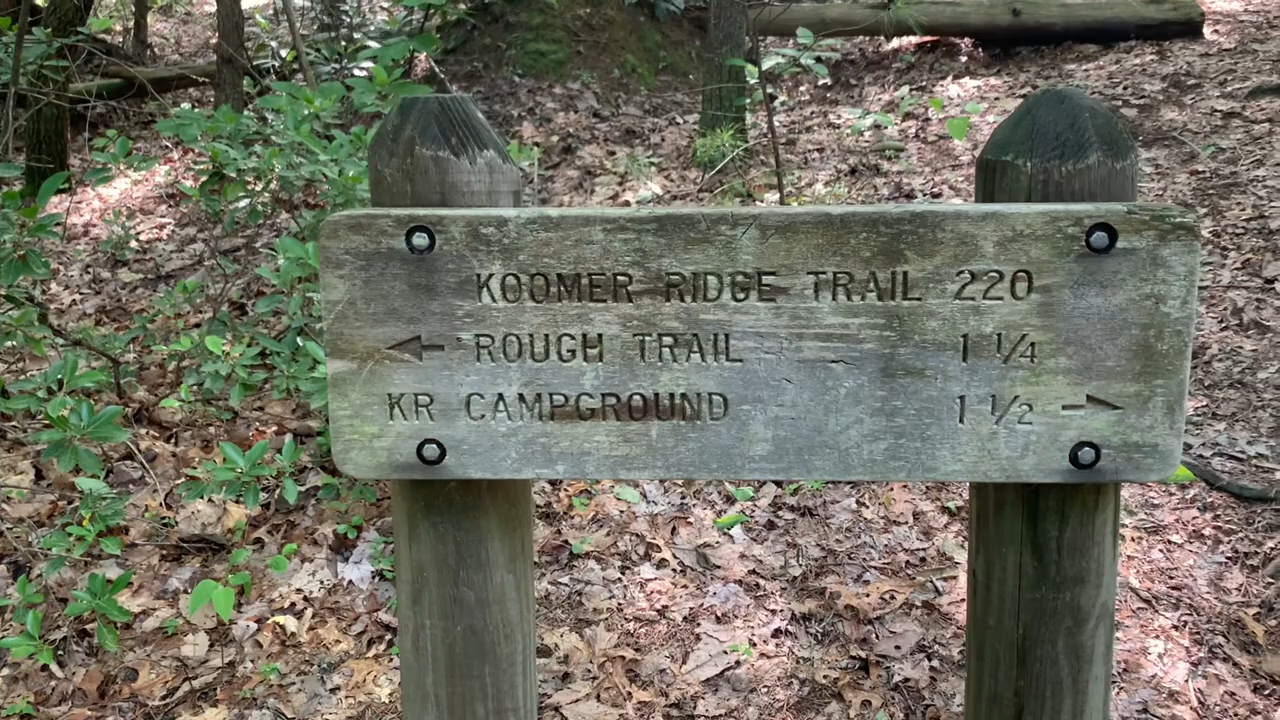 KOOMER RIDGE TRAIL 220
← ROUGH TRAIL 1 1/4
KR CAMPGROUND 1 1/2 →